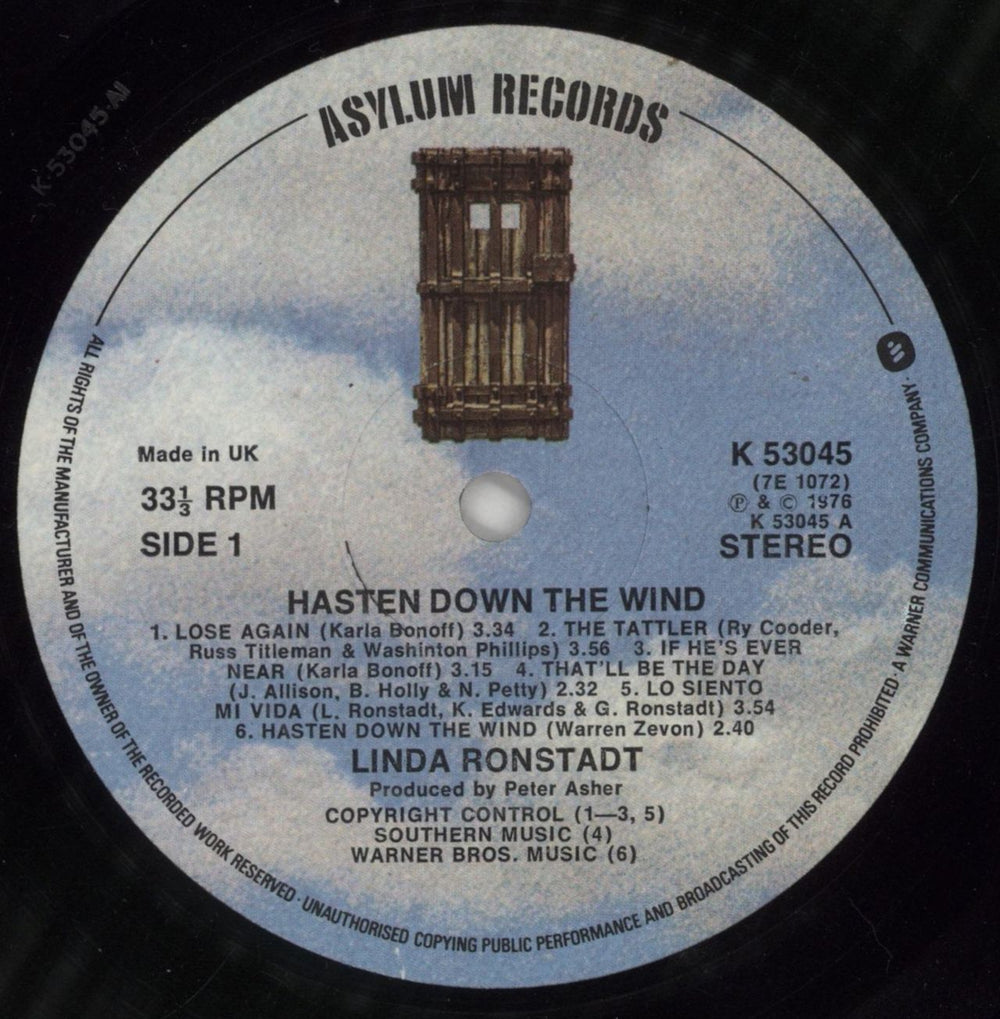 K·53045·A1
ASYLUM RECORDS
Made in UK
33⅓ RPM
SIDE 1
K 53045
(7E 1072)
Ⓟ & © 1976
K 53045 A
STEREO
HASTEN DOWN THE WIND
1. LOSE AGAIN (Karla Bonoff) 3.34 2. THE TATTLER (Ry Cooder,
Russ Titleman & Washinton Phillips) 3.56 3. IF HE'S EVER
NEAR (Karla Bonoff) 3.15 4. THAT'LL BE THE DAY
(J. Allison, B. Holly & N. Petty) 2.32 5. LO SIENTO
MI VIDA (L. Ronstadt, K. Edwards & G. Ronstadt) 3.54
6. HASTEN DOWN THE WIND (Warren Zevon) 2.40
LINDA RONSTADT
Produced by Peter Asher
COPYRIGHT CONTROL (1—3, 5)
SOUTHERN MUSIC (4)
WARNER BROS. MUSIC (6)
ALL RIGHTS OF THE MANUFACTURER AND OF THE OWNER OF THE RECORDED WORK RESERVED · UNAUTHORISED COPYING PUBLIC PERFORMANCE AND BROADCASTING OF THIS RECORD PROHIBITED · A WARNER COMMUNICATIONS COMPANY ·